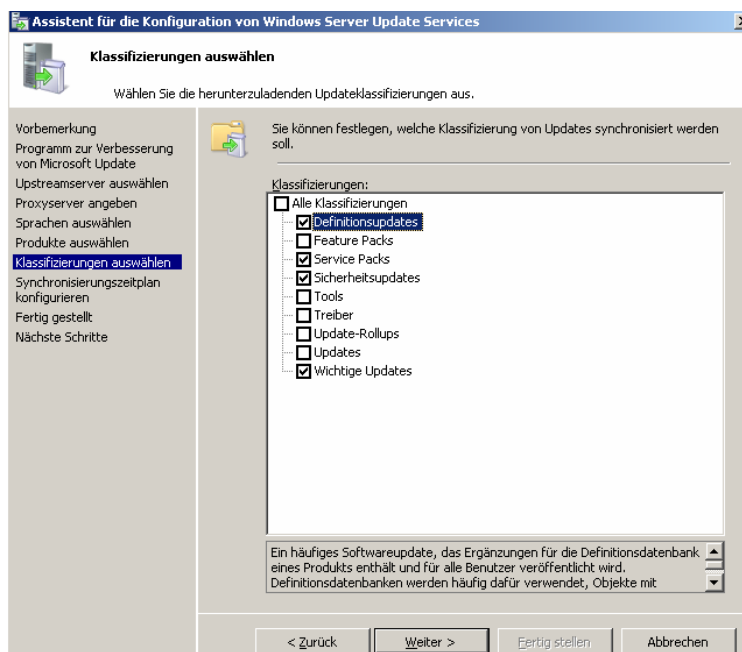 Assistent für die Konfiguration von Windows Server Update Services
Klassifizierungen auswählen
Wählen Sie die herunterzuladenden Updateklassifizierungen aus.
Vorbemerkung
Programm zur Verbesserung
von Microsoft Update
Upstreamserver auswählen
Proxyserver angeben
Sprachen auswählen
Produkte auswählen
Klassifizierungen auswählen
Synchronisierungszeitplan
konfigurieren
Fertig gestellt
Nächste Schritte
Sie können festlegen, welche Klassifizierung von Updates synchronisiert werden
soll.
Klassifizierungen:
Alle Klassifizierungen
Definitionsupdates
Feature Packs
Service Packs
Sicherheitsupdates
Tools
Treiber
Update-Rollups
Updates
Wichtige Updates
Ein häufiges Softwareupdate, das Ergänzungen für die Definitionsdatenbank
eines Produkts enthält und für alle Benutzer veröffentlicht wird.
Definitionsdatenbanken werden häufig dafür verwendet, Objekte mit
< Zurück
Weiter >
Fertig stellen
Abbrechen